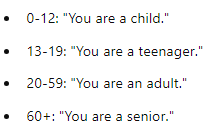 • 0-12: "You are a child."
• 13-19: "You are a teenager."
• 20-59: "You are an adult."
• 60+: "You are a senior."